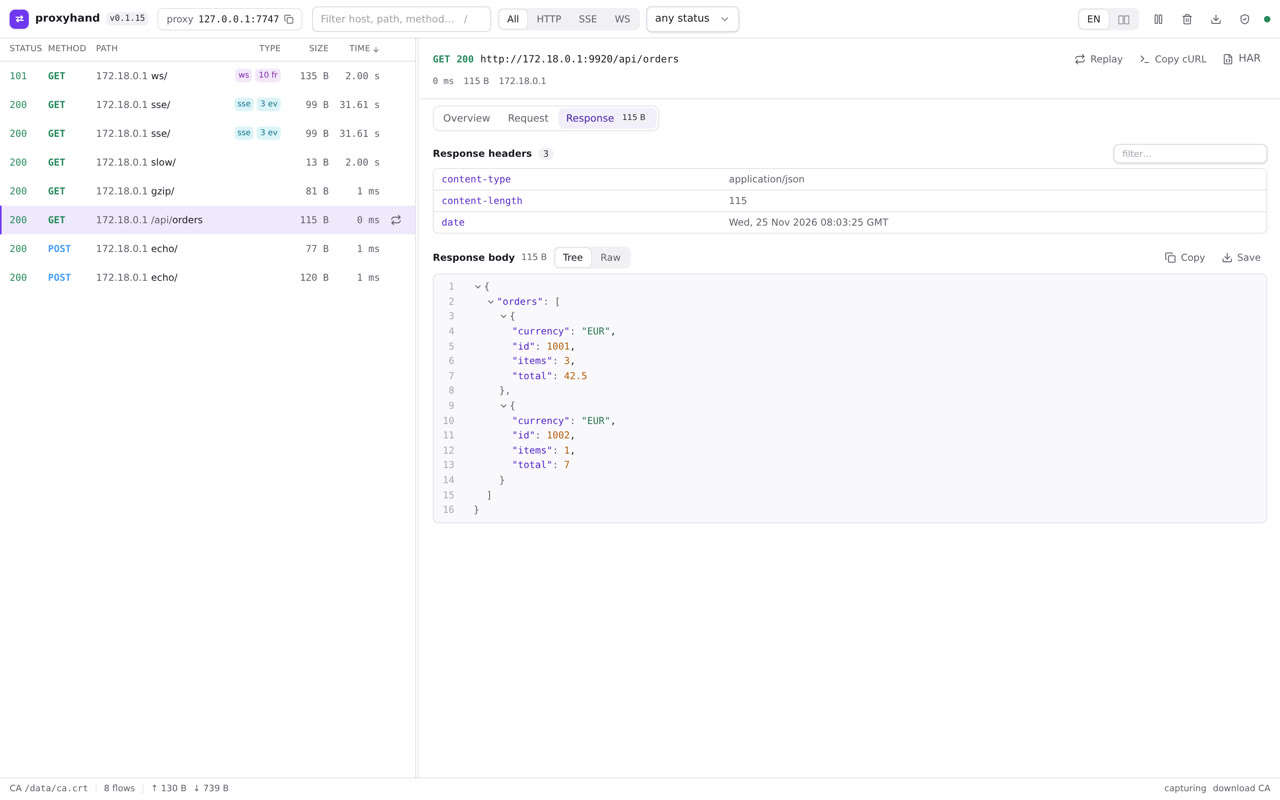 proxyhand v0.1.15 proxy 127.0.0.1:7747 Filter host, path, method... / All HTTP SSE WS any status EN
STATUS METHOD PATH TYPE SIZE TIME ↓
101 GET 172.18.0.1 ws/ ws 10 fr 135 B 2.00 s
200 GET 172.18.0.1 sse/ sse 3 ev 99 B 31.61 s
200 GET 172.18.0.1 sse/ sse 3 ev 99 B 31.61 s
200 GET 172.18.0.1 slow/ 13 B 2.00 s
200 GET 172.18.0.1 gzip/ 81 B 1 ms
200 GET 172.18.0.1 /api/orders 115 B 0 ms
200 POST 172.18.0.1 echo/ 77 B 1 ms
200 POST 172.18.0.1 echo/ 120 B 1 ms
GET 200 http://172.18.0.1:9920/api/orders Replay Copy cURL HAR
0 ms 115 B 172.18.0.1
Overview Request Response 115 B
Response headers 3 filter...
content-type application/json
content-length 115
date Wed, 25 Nov 2026 08:03:25 GMT
Response body 115 B Tree Raw Copy Save
1 {
2 "orders": [
3 {
4 "currency": "EUR",
5 "id": 1001,
6 "items": 3,
7 "total": 42.5
8 },
9 {
10 "currency": "EUR",
11 "id": 1002,
12 "items": 1,
13 "total": 7
14 }
15 ]
16 }
CA /data/ca.crt 8 flows ↑ 130 B ↓ 739 B capturing download CA